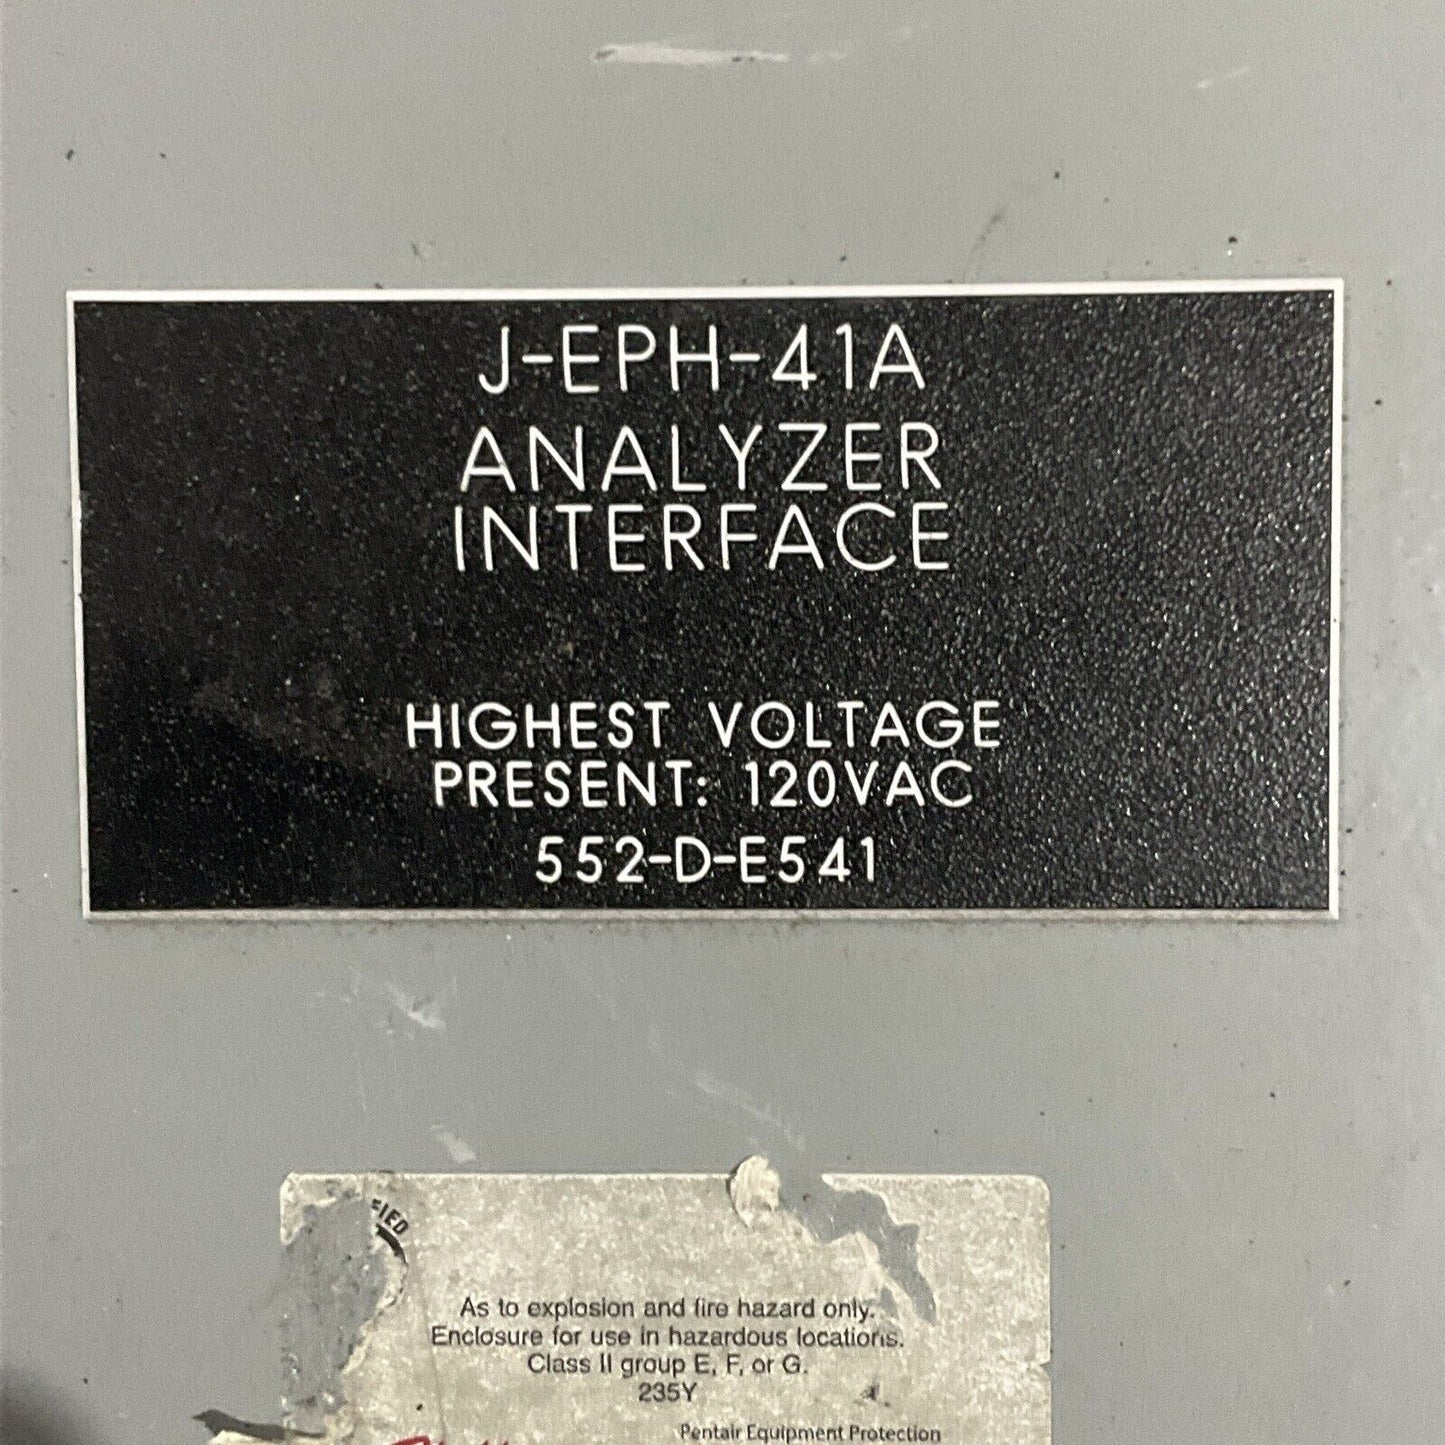 J-EPH-41A
ANALYZER
INTERFACE
HIGHEST VOLTAGE
PRESENT: 120VAC
552-D-E541
As to explosion and fire hazard only.
Enclosure for use in hazardous locations.
Class II group E, F, or G.
235Y
Pentair Equipment Protection